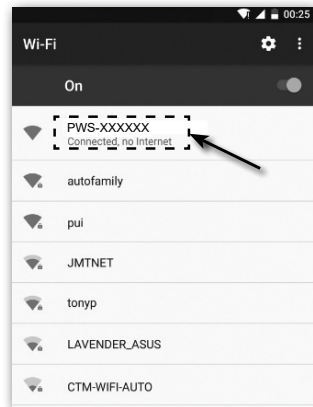 00:25
Wi-Fi
On
PWS-XXXXXX
Connected, no Internet
autofamily
pui
JMTNET
tonyp
LAVENDER_ASUS
CTM-WIFI-AUTO